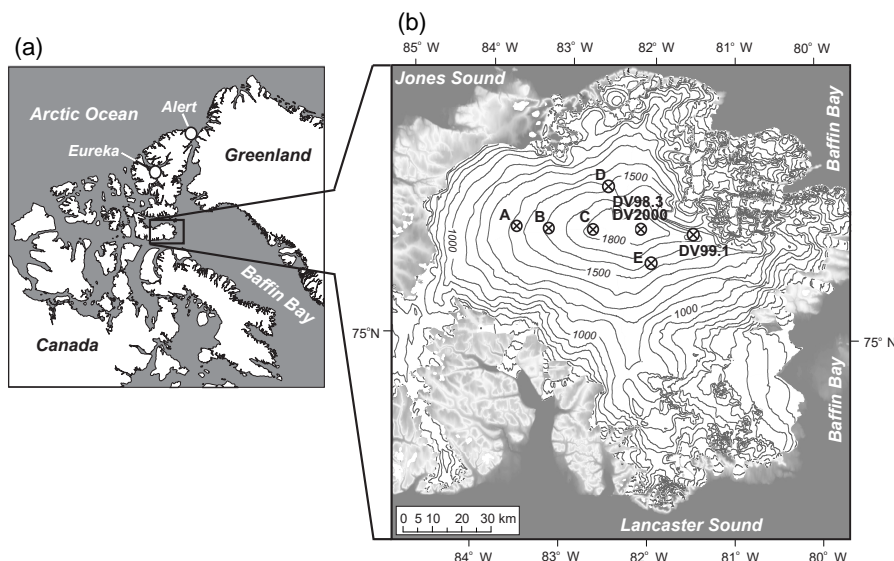 (a)
Arctic Ocean
Alert
Eureka
Greenland
Baffin Bay
Canada
(b)
85° W 84° W 83° W 82° W 81° W 80° W
Jones Sound
Baffin Bay
D
1500
DV98.3
DV2000
A
B
C
1800
DV99.1
E
1000
1500
1000
1000
75°N
75° N
Baffin Bay
0 5 10 20 30 km
Lancaster Sound
84° W 83° W 82° W 81° W 80° W